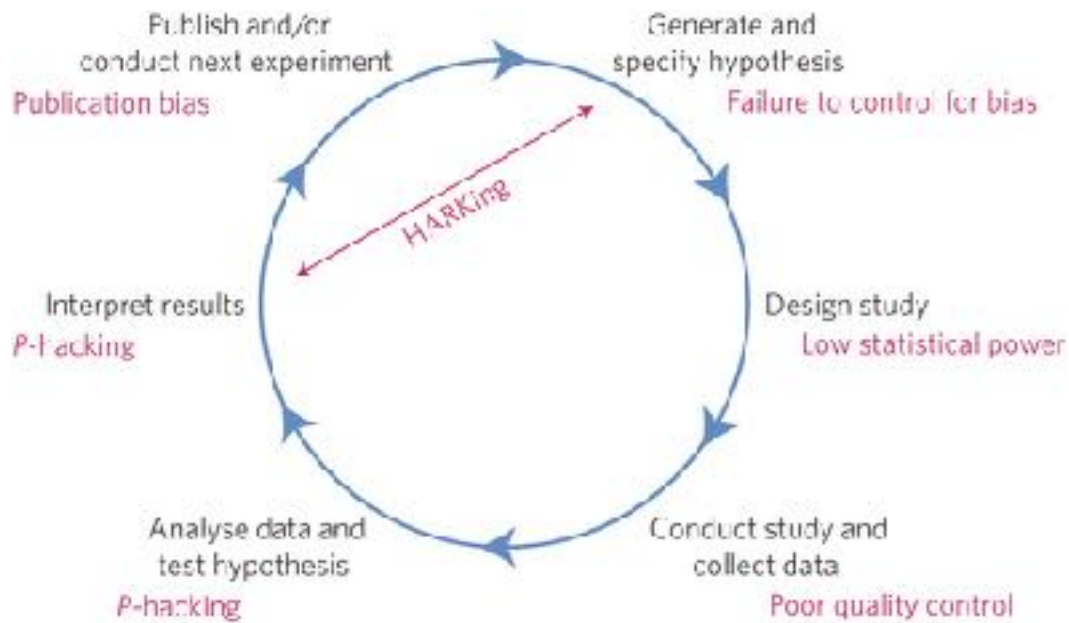 Publish and/or
conduct next experiment
Publication bias
Generate and
specify hypothesis
Failure to control for bias
HARKing
Interpret results
P-hacking
Design study
Low statistical power
Analyse data and
test hypothesis
P-hacking
Conduct study and
collect data
Poor quality control